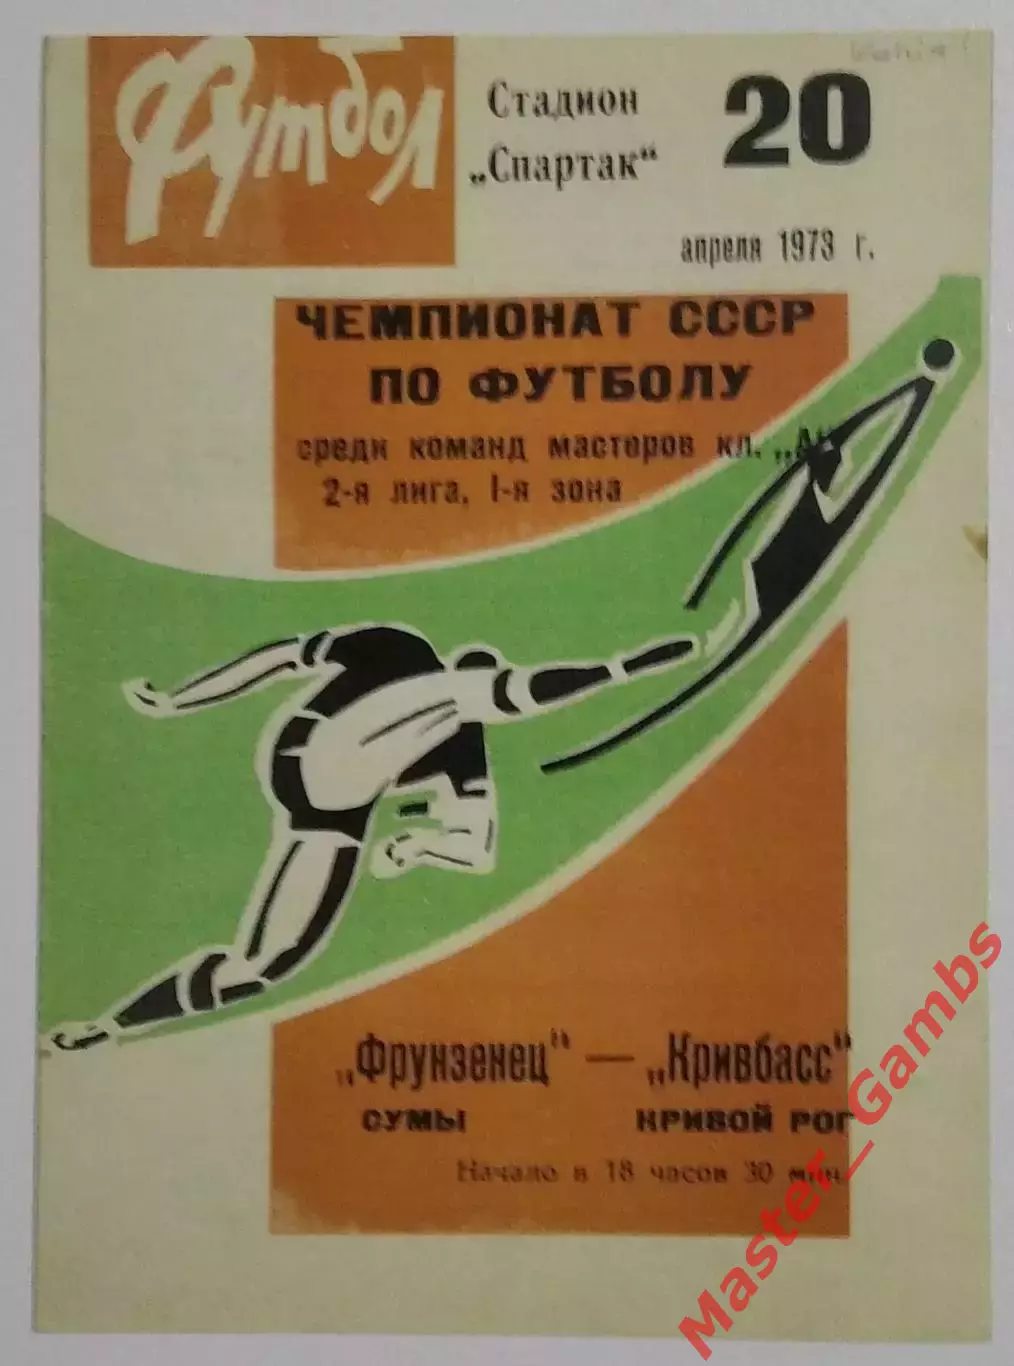 Футбол
Стадион
„Спартак“
20
апреля 1973 г.
ЧЕМПИОНАТ СССР
ПО ФУТБОЛУ
среди команд мастеров кл. „А“
2-я лига, 1-я зона
„Фрунзенец“ — „Кривбасс“
СУМЫ КРИВОЙ РОГ
Начало в 18 часов 30 мин.
Master_Gambs